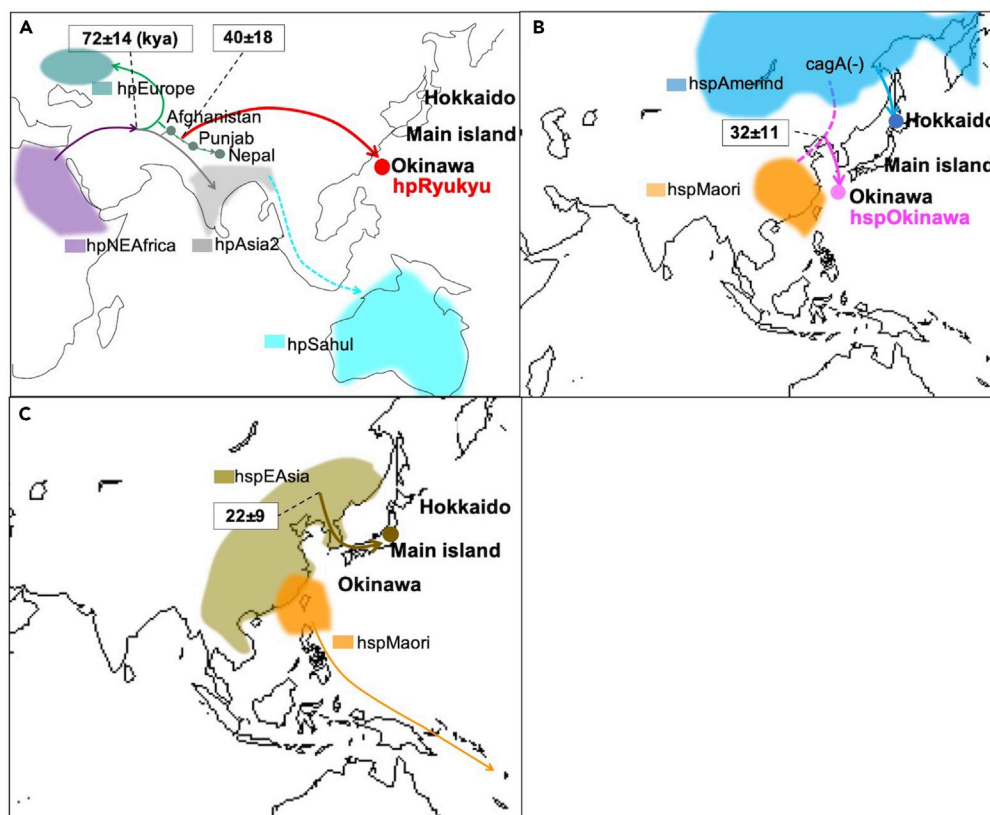 A
72±14 (kya)
40±18
hpEurope
Afghanistan
Punjab
Nepal
Hokkaido
Main island
Okinawa
hpRyukyu
hpNEAfrica
hpAsia2
hpSahul
B
hspAmerind
cagA(-)
Hokkaido
32±11
Main island
hspMaori
Okinawa
hspOkinawa
C
hspEAsia
22±9
Hokkaido
Main island
Okinawa
hspMaori